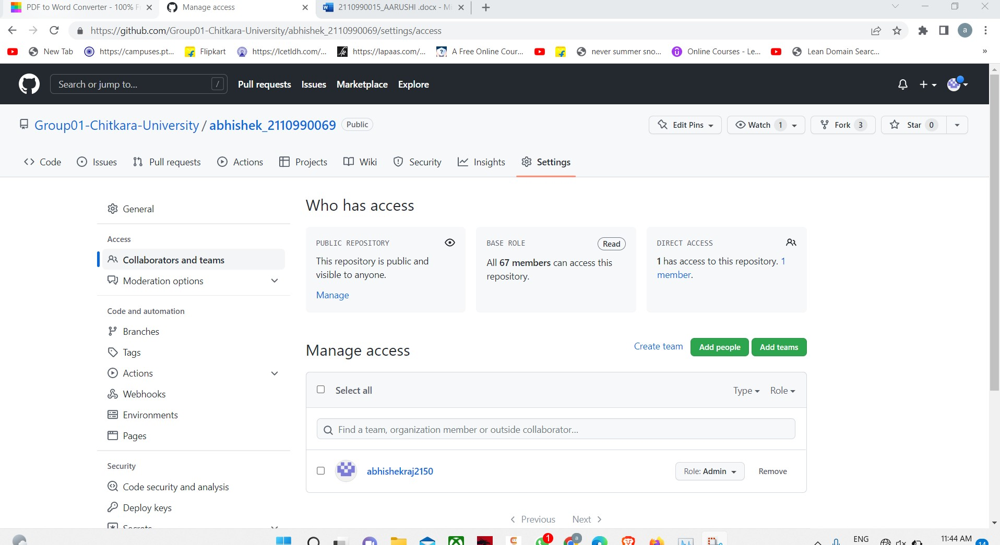 PDF to Word Converter - 100% F
Manage access
2110990015_AARUSHI .docx - Mi
https://github.com/Group01-Chitkara-University/abhishek_2110990069/settings/access
a
New Tab
https://campuses.pt...
Flipkart
https://lcetldh.com/...
https://lapaas.com/...
A Free Online Cour...
never summer sno...
Online Courses - Le...
Lean Domain Searc...
»
Search or jump to...
/
Pull requests
Issues
Marketplace
Explore
Group01-Chitkara-University / abhishek_2110990069
Public
Edit Pins
Watch 1
Fork 3
Star 0
Code
Issues
Pull requests
Actions
Projects
Wiki
Security
Insights
Settings
General
Access
Collaborators and teams
Moderation options
Code and automation
Branches
Tags
Actions
Webhooks
Environments
Pages
Security
Code security and analysis
Deploy keys
Secrets
Who has access
PUBLIC REPOSITORY
This repository is public and
visible to anyone.
Manage
BASE ROLE
Read
All 67 members can access this
repository.
DIRECT ACCESS
1 has access to this repository. 1
member.
Manage access
Create team
Add people
Add teams
Select all
Type
Role
Find a team, organization member or outside collaborator...
abhishekraj2150
Role: Admin
Remove
Previous
Next
1
a
ENG
11:44 AM
14